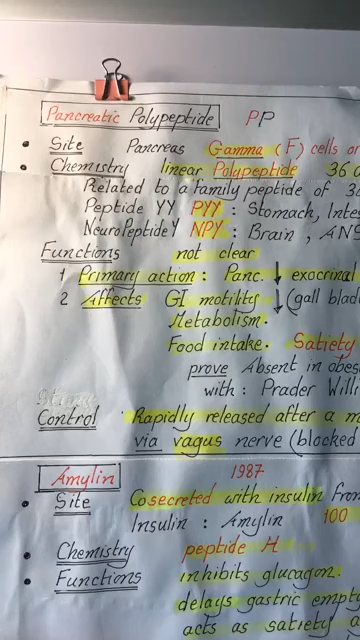 Pancreatic Polypeptide PP
• Site Pancreas Gamma (F) cells or
• Chemistry linear Polypeptide 36
Related to a family peptide of 3
Peptide YY PYY : Stomach, Inte
NeuroPeptide Y NPY : Brain, ANS
Functions not clear
1 Primary action : Panc. ↓ exocrina
2 Affects GI motility ↓ (gall blad
Metabolism.
Food intake. Satiety
prove Absent in obes
with : Prader Willi
Control Rapidly released after a m
via vagus nerve (blocked
Amylin 1987
• Site Cosecreted with insulin from
Insulin : Amylin 100
• Chemistry peptide H
• Functions inhibits glucagon.
delays gastric empt
acts as satiety